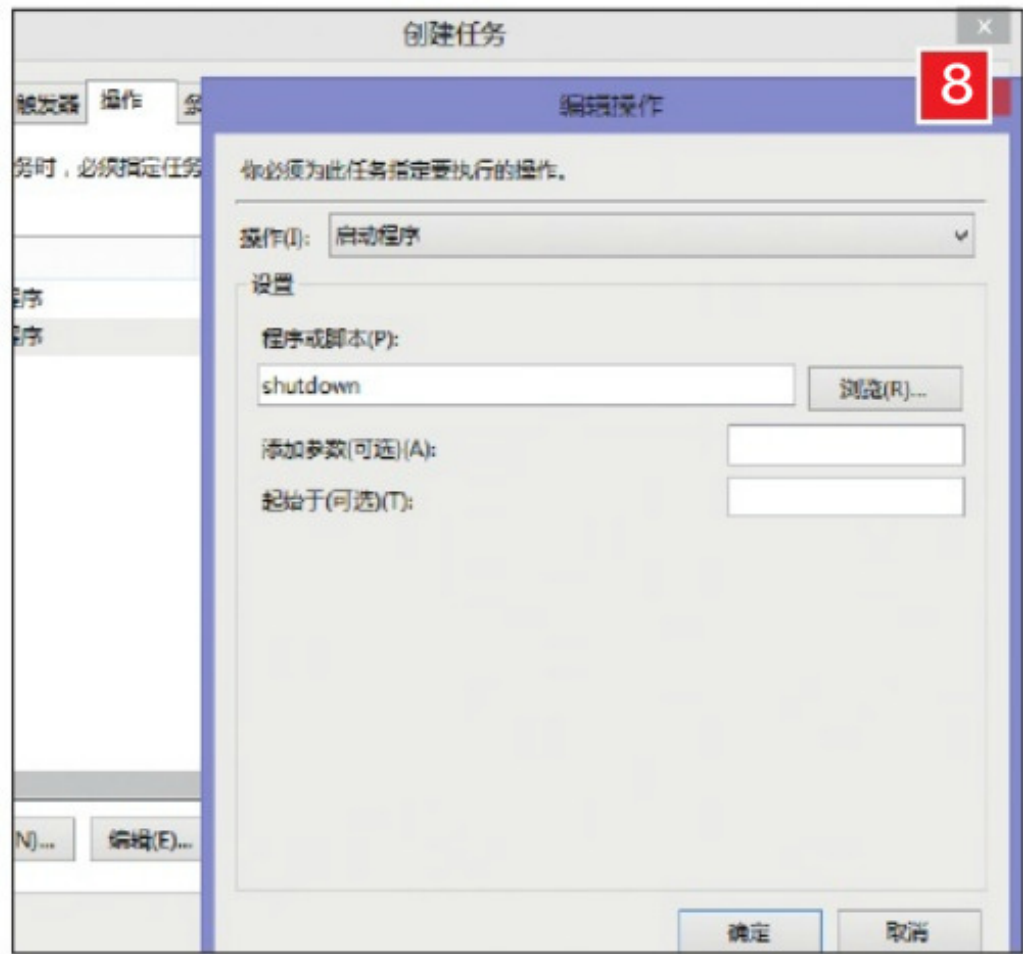 创建任务
8
触发器 操作
编辑操作
务时，必须指定任务
你必须为此任务指定要执行的操作。
操作(I): 启动程序
设置
程序
程序
程序或脚本(P):
shutdown 浏览(R)...
添加参数(可选)(A):
起始于(可选)(T):
N)... 编辑(E)...
确定 取消